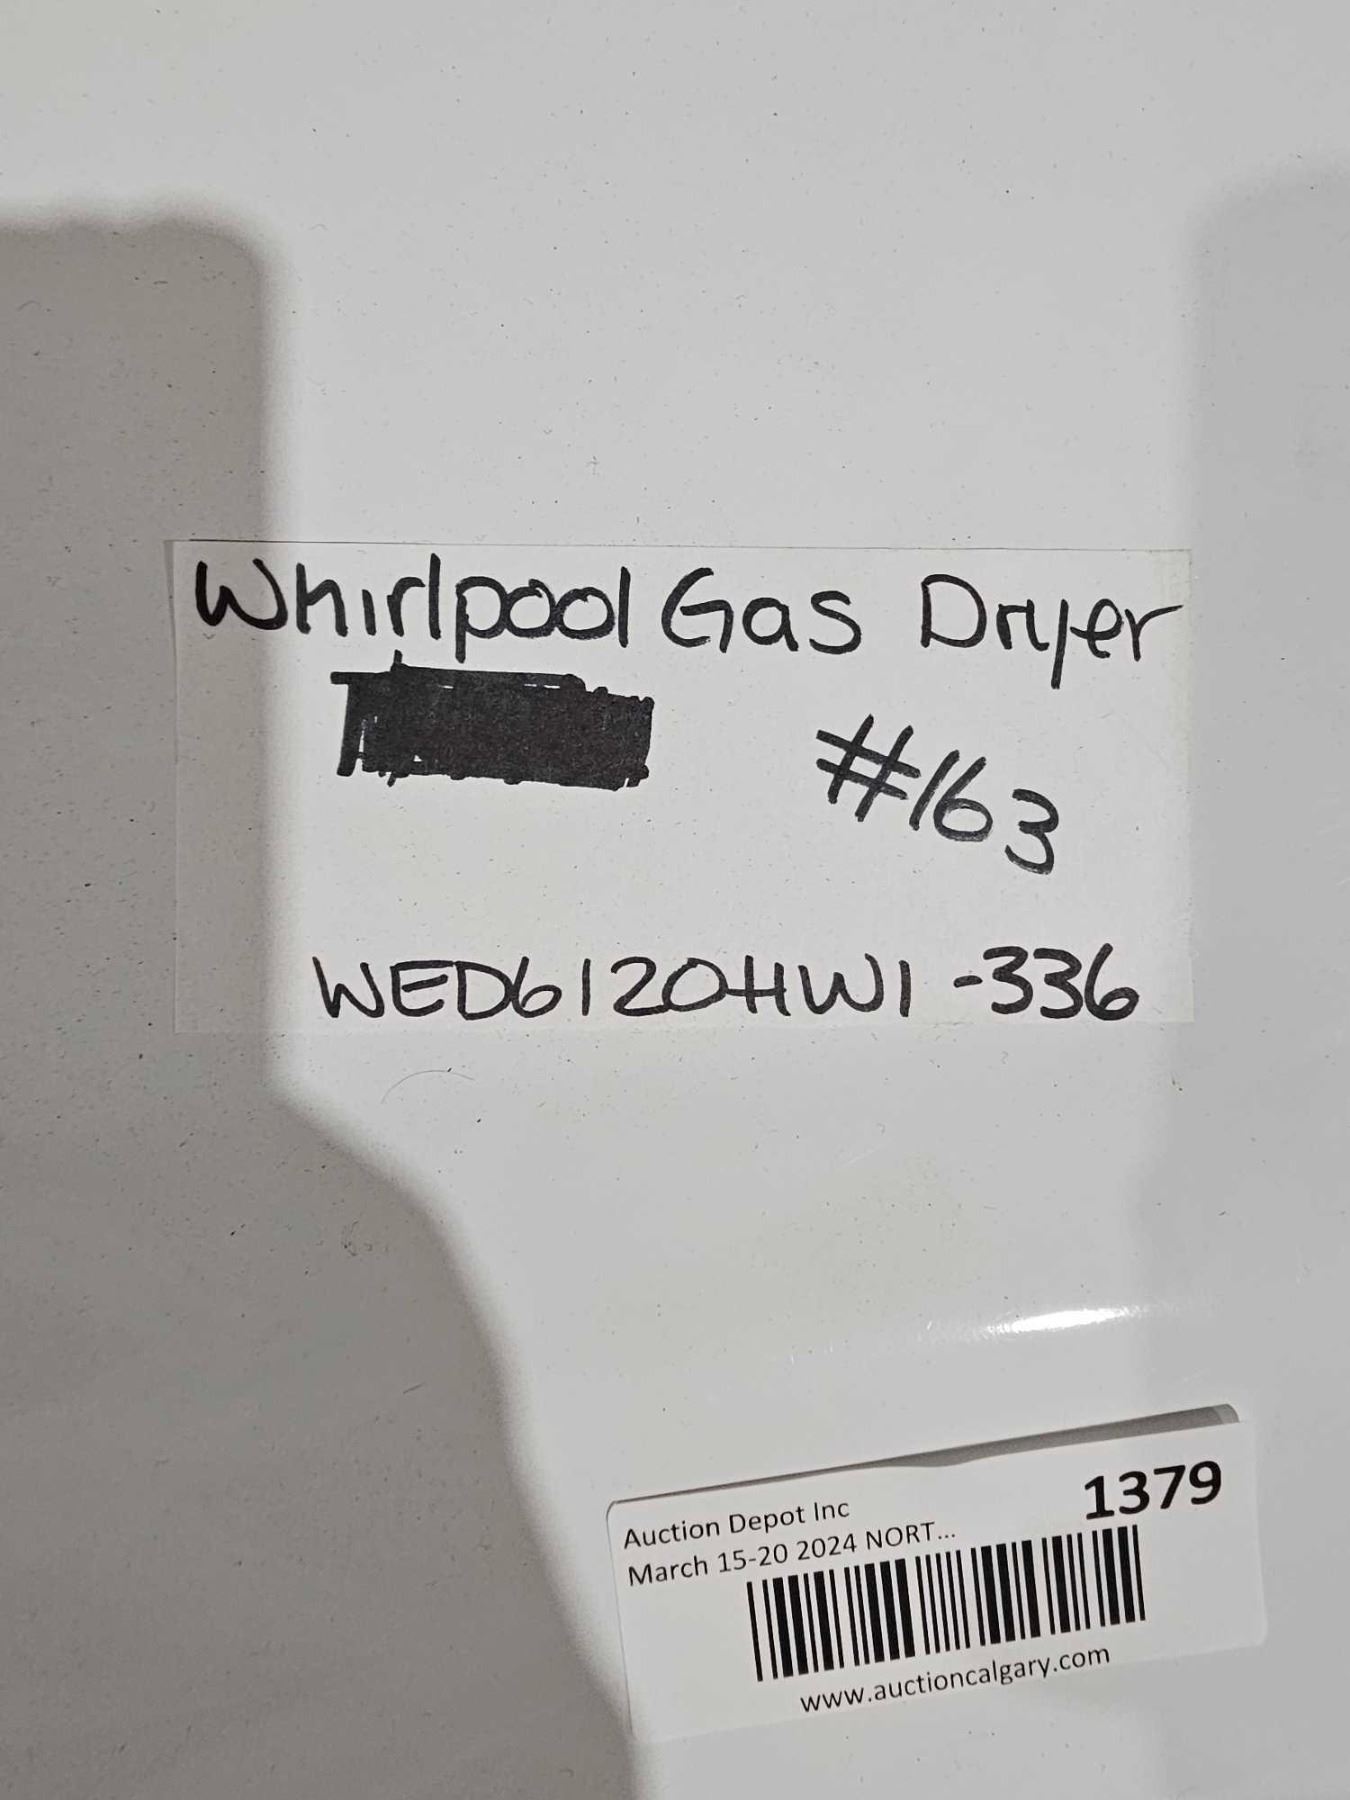 Whirlpool Gas Dryer
#163
WED6120HW1 -336
1379
Auction Depot Inc
March 15-20 2024 NORT...
www.auctioncalgary.com